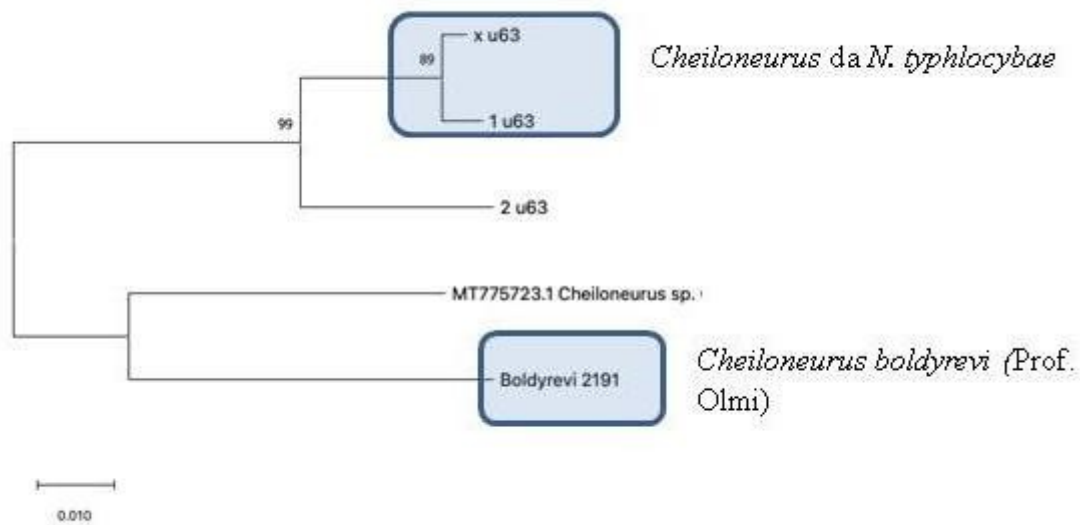 x u63
89
Cheiloneurus da N. typhlocybae
99
1 u63
2 u63
MT775723.1 Cheiloneurus sp.
Cheiloneurus boldyrevi (Prof.
Olmi)
Boldyrevi 2191
0.010